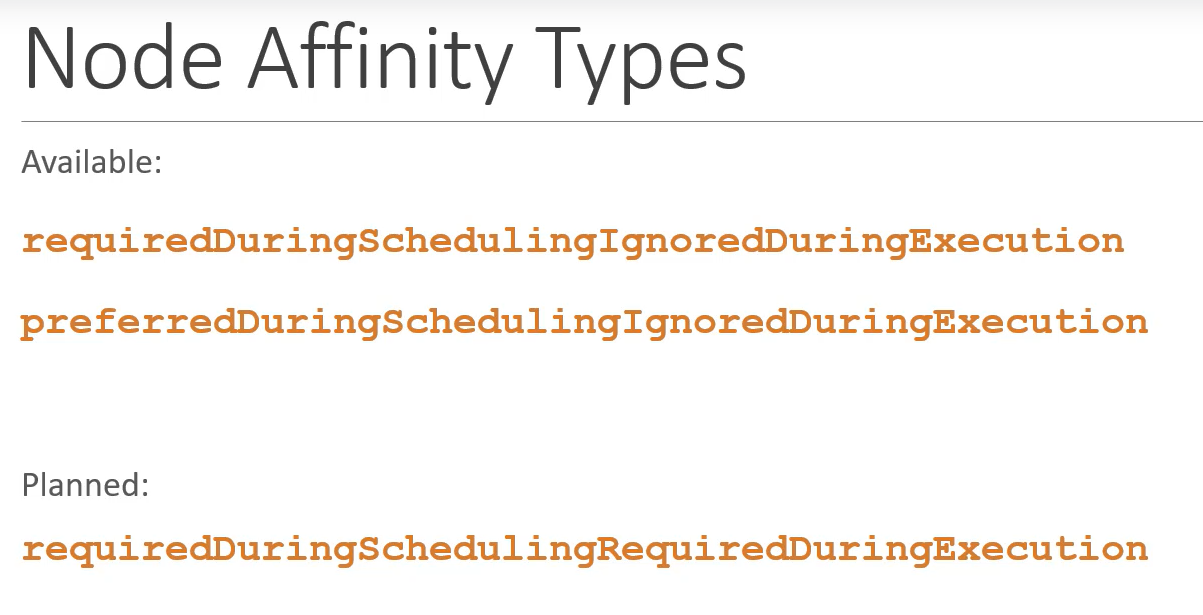 Node Affinity Types
Available:
requiredDuringSchedulingIgnoredDuringExecution
preferredDuringSchedulingIgnoredDuringExecution
Planned:
requiredDuringSchedulingRequiredDuringExecution